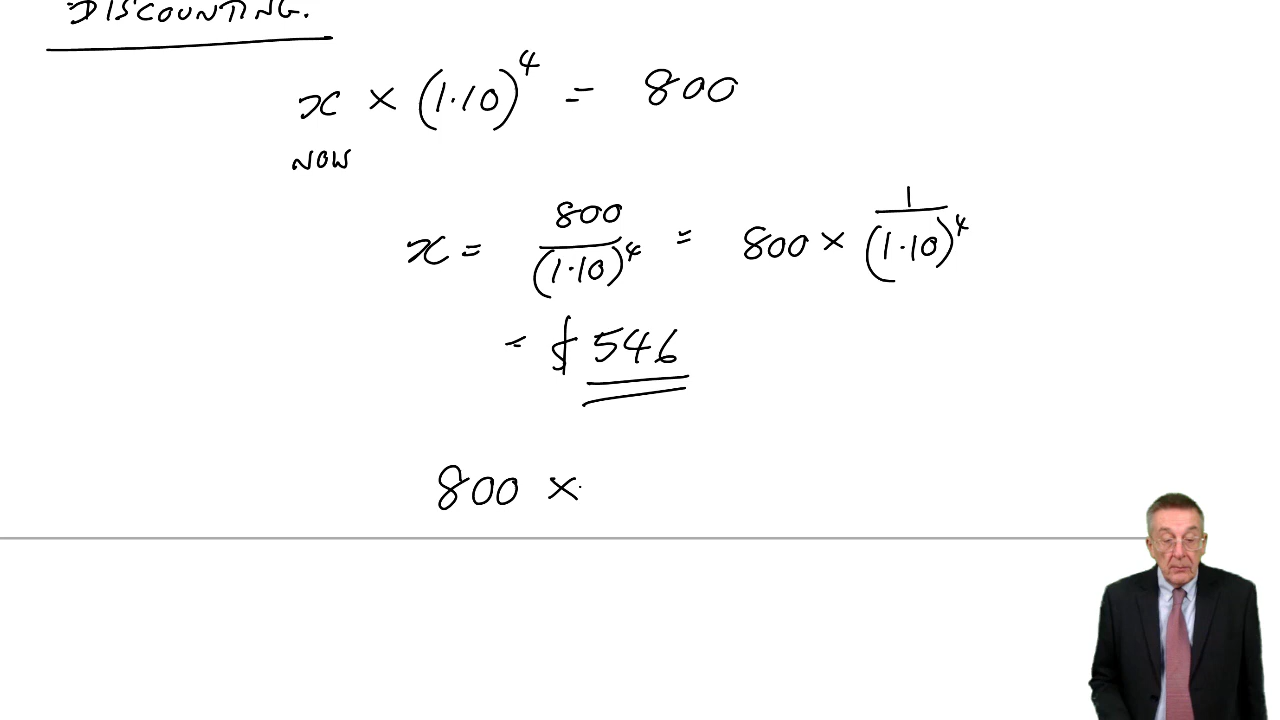 DISCOUNTING.
x × (1·10)^4 = 800
NOW
x = 800/(1·10)^4 = 800 × 1/(1·10)^4
= $546
800 ×